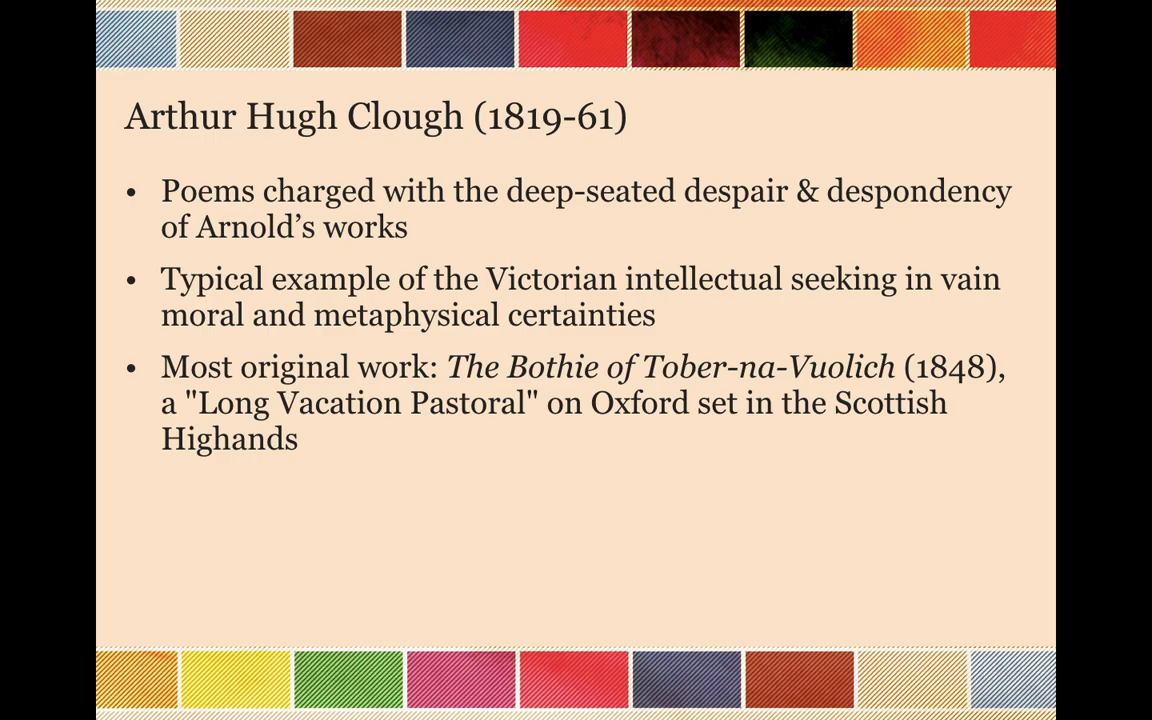 Arthur Hugh Clough (1819-61)
• Poems charged with the deep-seated despair & despondency
of Arnold’s works
• Typical example of the Victorian intellectual seeking in vain
moral and metaphysical certainties
• Most original work: The Bothie of Tober-na-Vuolich (1848),
a "Long Vacation Pastoral" on Oxford set in the Scottish
Highands